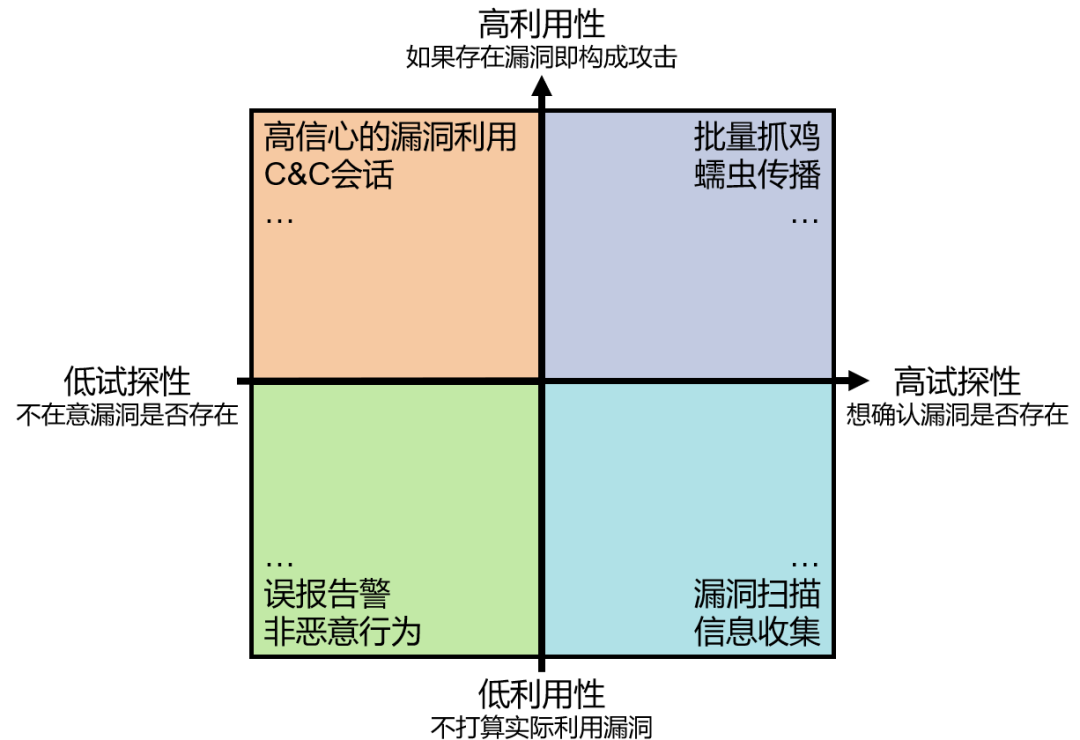 高利用性
如果存在漏洞即构成攻击
高信心的漏洞利用
C&C会话
…
批量抓鸡
蠕虫传播
…
低试探性
不在意漏洞是否存在
高试探性
想确认漏洞是否存在
…
误报告警
非恶意行为
…
漏洞扫描
信息收集
低利用性
不打算实际利用漏洞